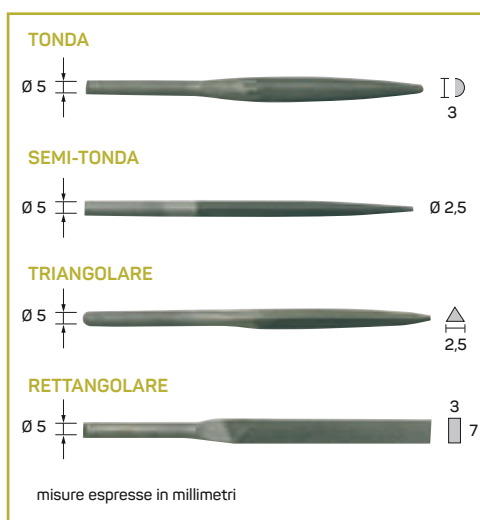 TONDA
Ø 5
3
SEMI-TONDA
Ø 5
Ø 2,5
TRIANGOLARE
Ø 5
2,5
RETTANGOLARE
3
Ø 5
7
misure espresse in millimetri